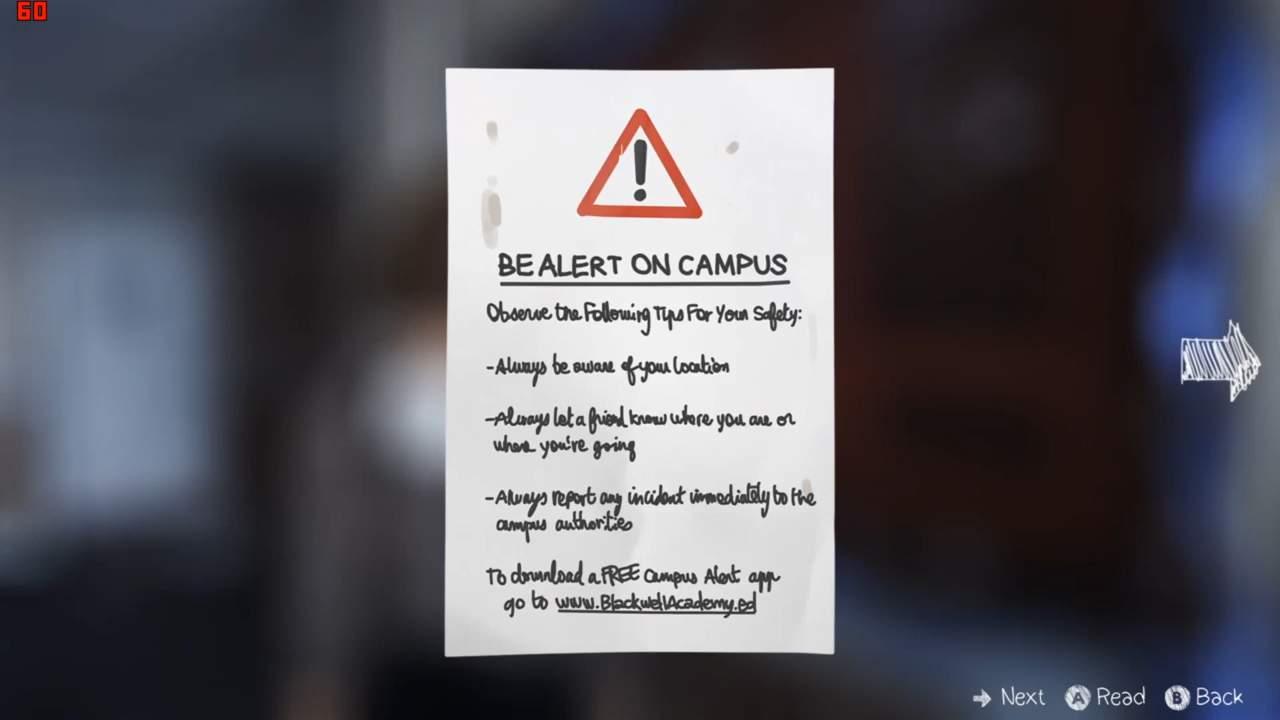 60
!
BE ALERT ON CAMPUS
Observe the Following Tips For Your Safety:
-Always be aware of your location
-Always let a friend know where you are or
where you're going
-Always report any incident immediately to the
campus authorities
To download a FREE Campus Alert app
go to www.BlackwellAcademy.ed
Next A Read B Back